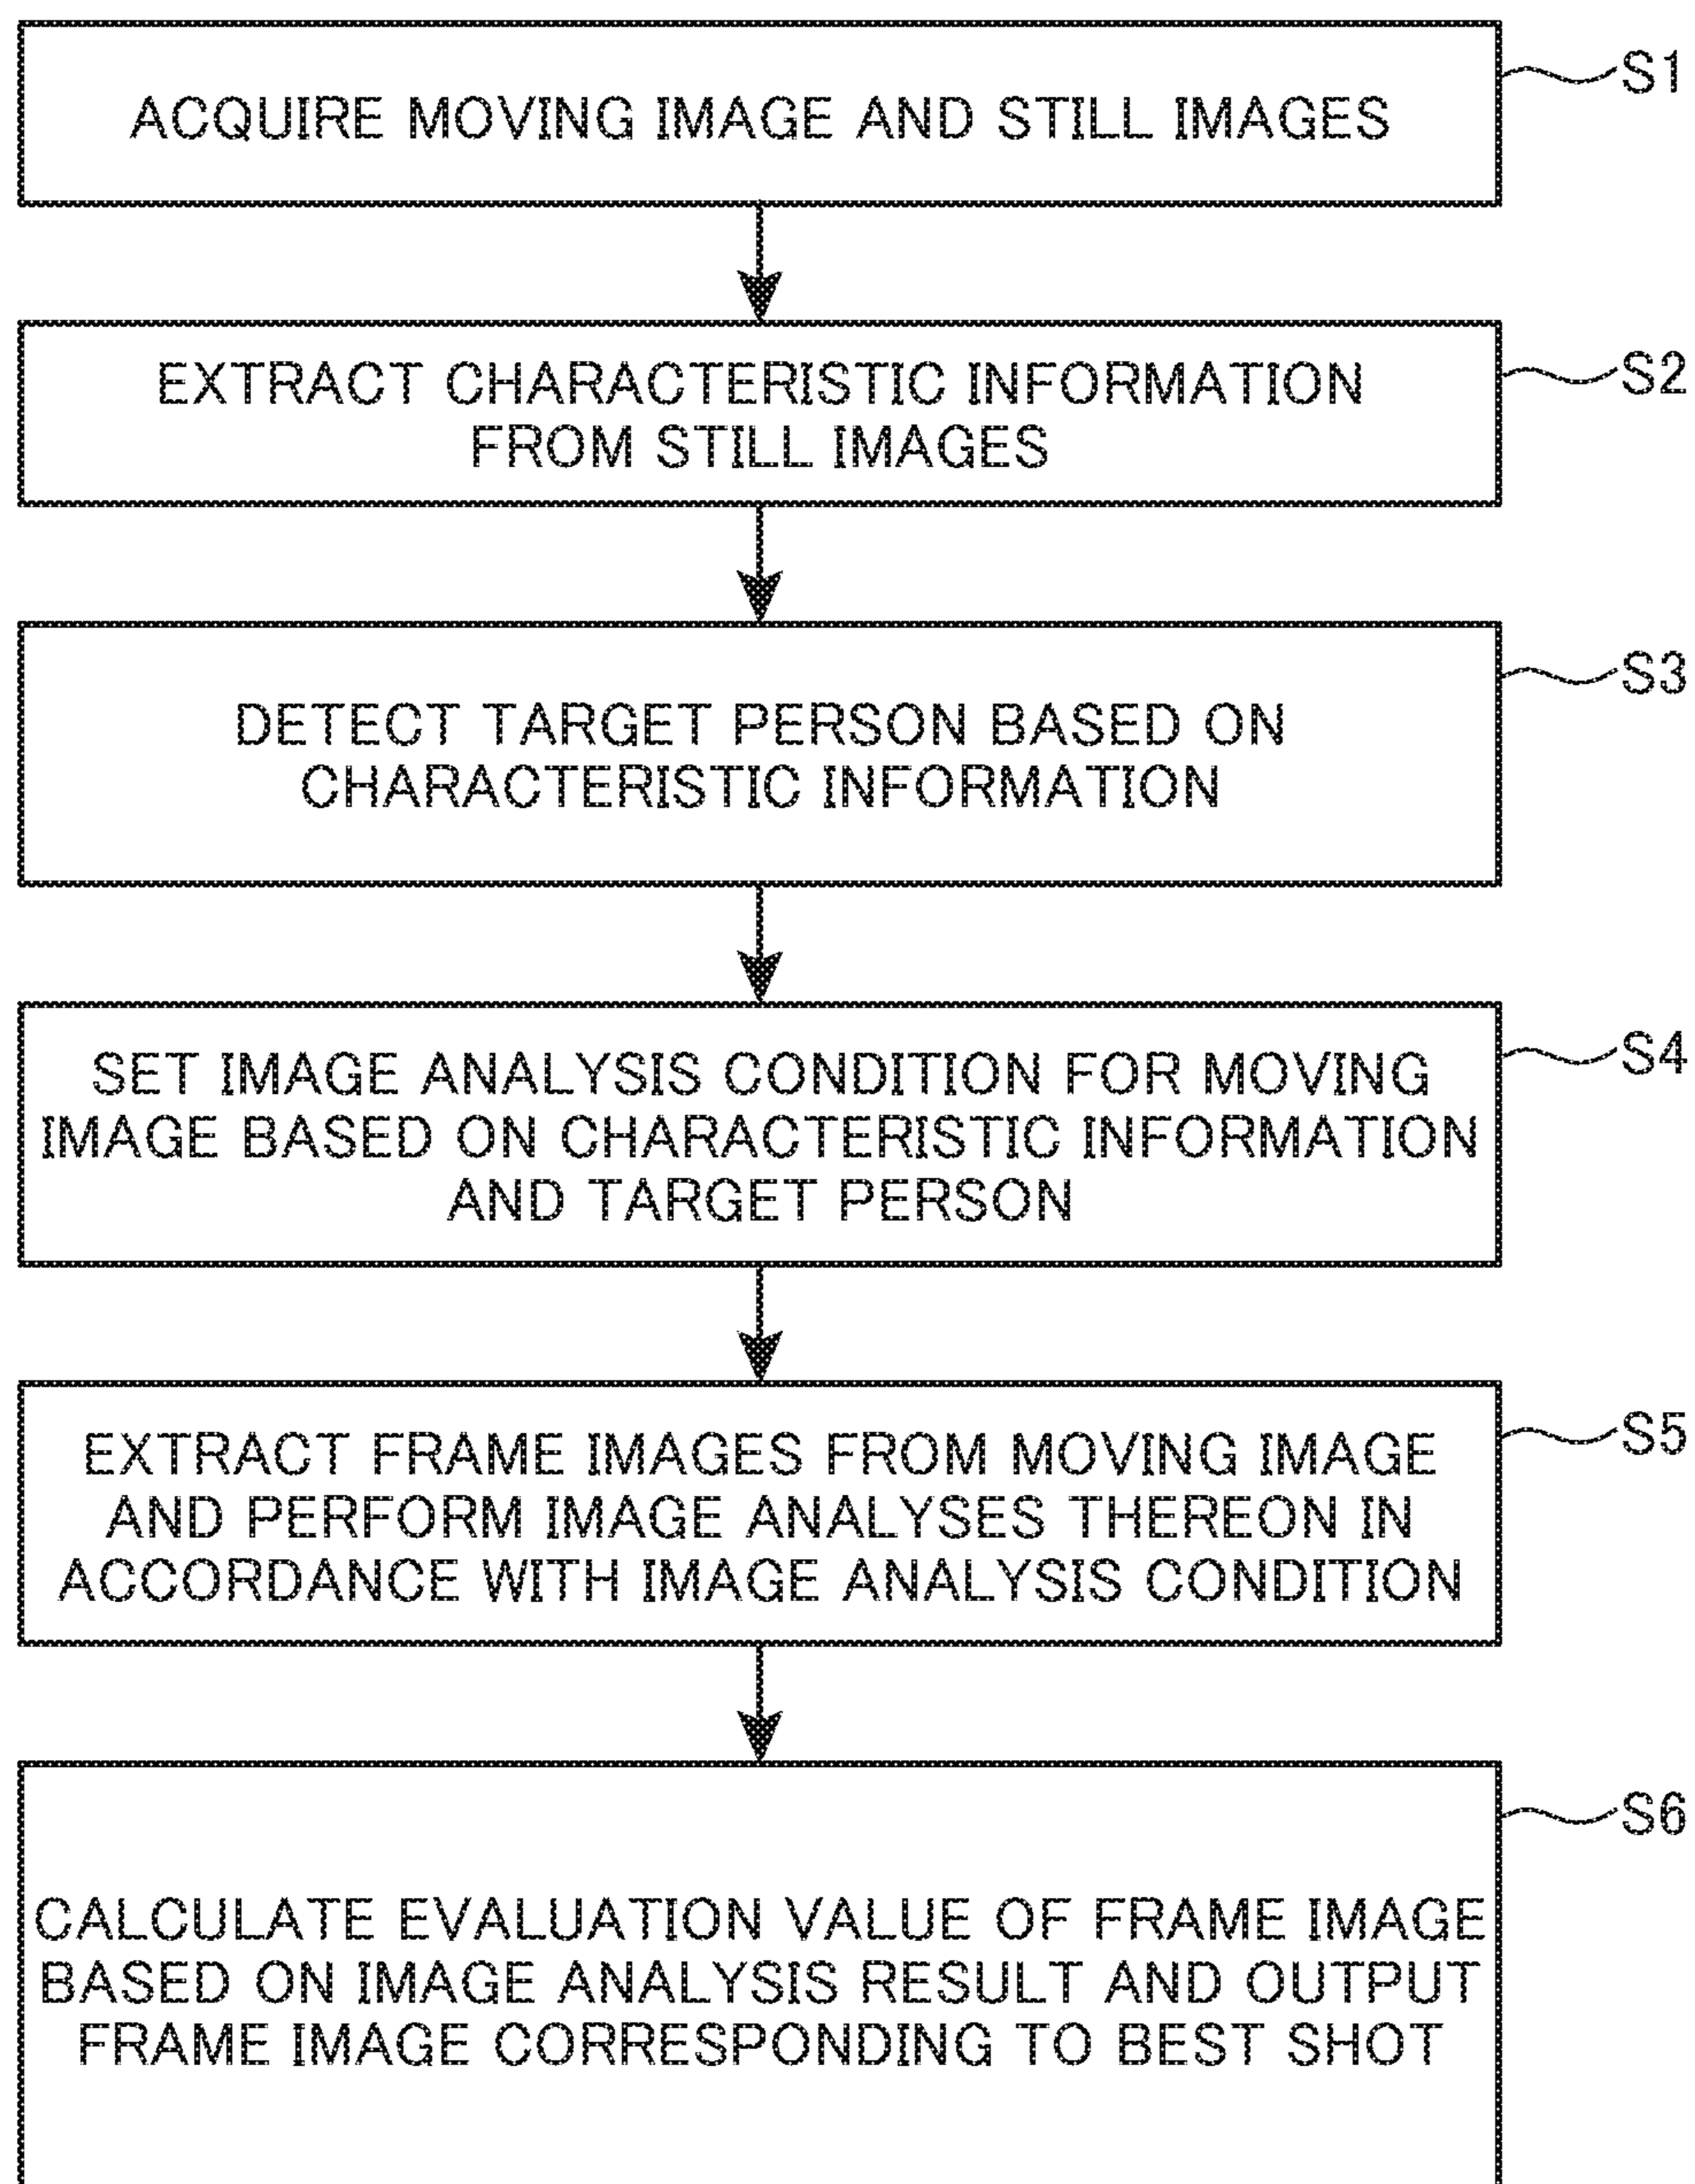 ACQUIRE MOVING IMAGE AND STILL IMAGES
S1
EXTRACT CHARACTERISTIC INFORMATION
FROM STILL IMAGES
S2
DETECT TARGET PERSON BASED ON
CHARACTERISTIC INFORMATION
S3
SET IMAGE ANALYSIS CONDITION FOR MOVING
IMAGE BASED ON CHARACTERISTIC INFORMATION
AND TARGET PERSON
S4
EXTRACT FRAME IMAGES FROM MOVING IMAGE
AND PERFORM IMAGE ANALYSES THEREON IN
ACCORDANCE WITH IMAGE ANALYSIS CONDITION
S5
CALCULATE EVALUATION VALUE OF FRAME IMAGE
BASED ON IMAGE ANALYSIS RESULT AND OUTPUT
FRAME IMAGE CORRESPONDING TO BEST SHOT
S6